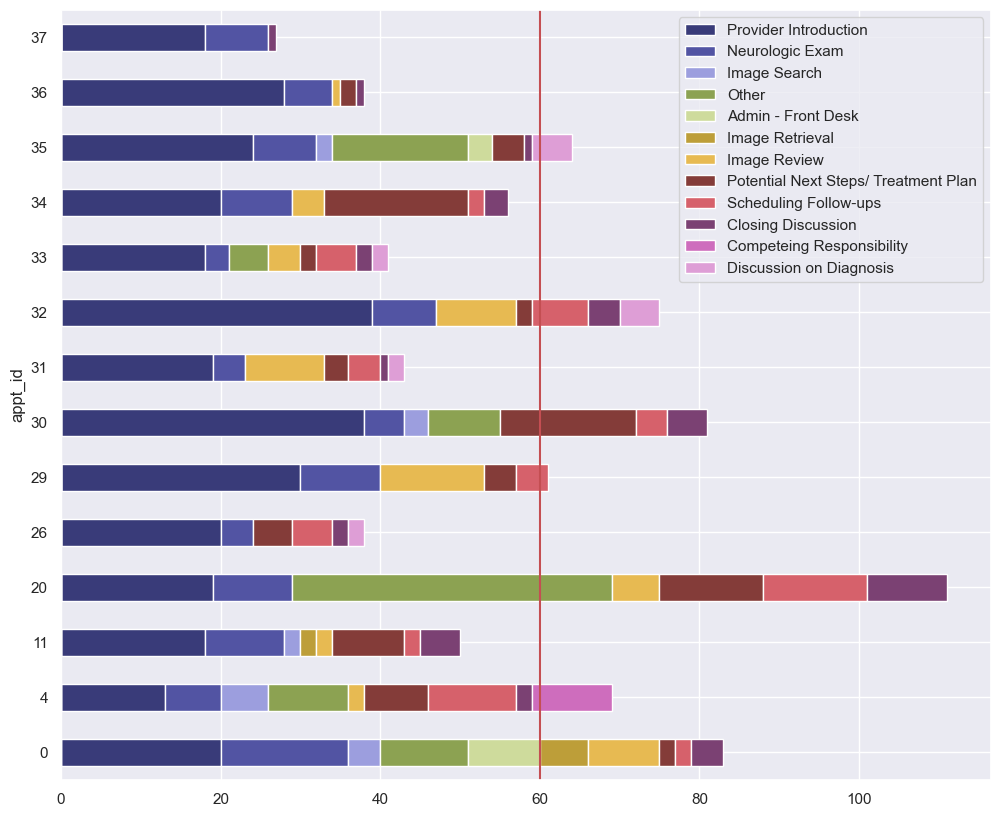 37
36
35
34
33
32
31
30
29
26
20
11
4
0
appt_id
0 20 40 60 80 100
Provider Introduction
Neurologic Exam
Image Search
Other
Admin - Front Desk
Image Retrieval
Image Review
Potential Next Steps/ Treatment Plan
Scheduling Follow-ups
Closing Discussion
Competeing Responsibility
Discussion on Diagnosis